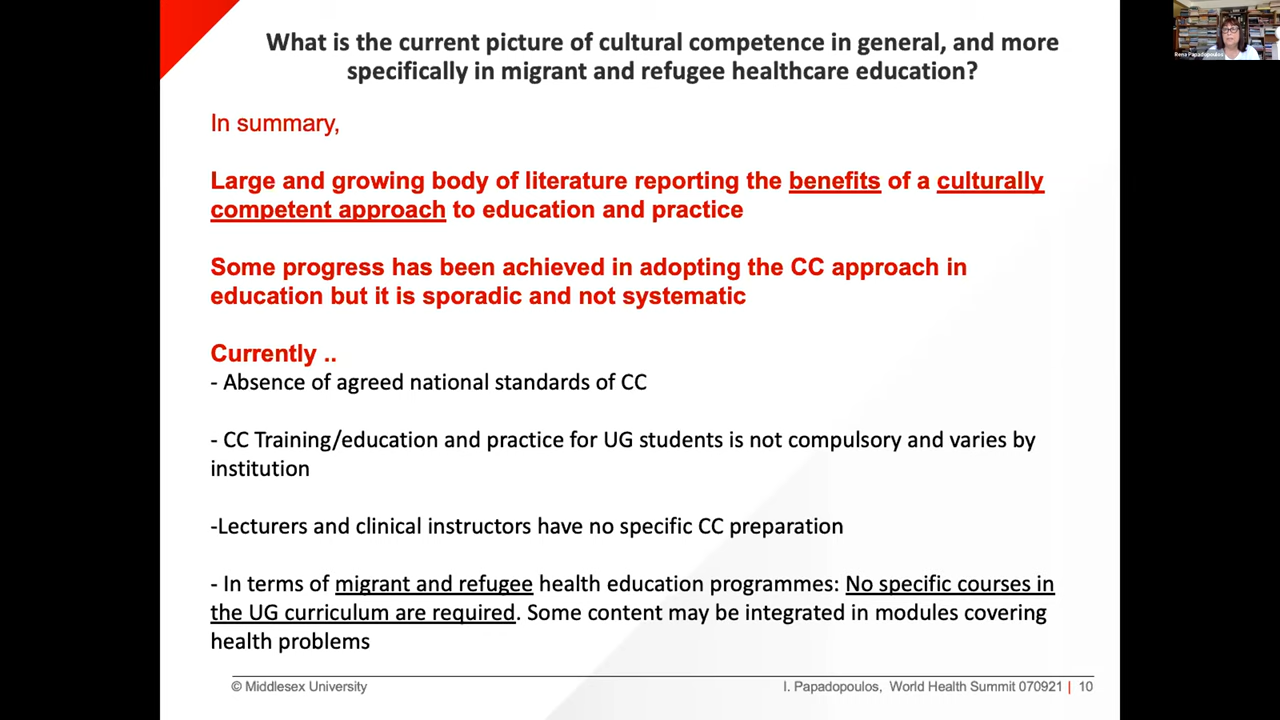 What is the current picture of cultural competence in general, and more
specifically in migrant and refugee healthcare education?
Rena Papadopoulos
In summary,
Large and growing body of literature reporting the benefits of a culturally
competent approach to education and practice
Some progress has been achieved in adopting the CC approach in
education but it is sporadic and not systematic
Currently ..
- Absence of agreed national standards of CC
- CC Training/education and practice for UG students is not compulsory and varies by
institution
-Lecturers and clinical instructors have no specific CC preparation
- In terms of migrant and refugee health education programmes: No specific courses in
the UG curriculum are required. Some content may be integrated in modules covering
health problems
© Middlesex University
I. Papadopoulos, World Health Summit 070921 | 10